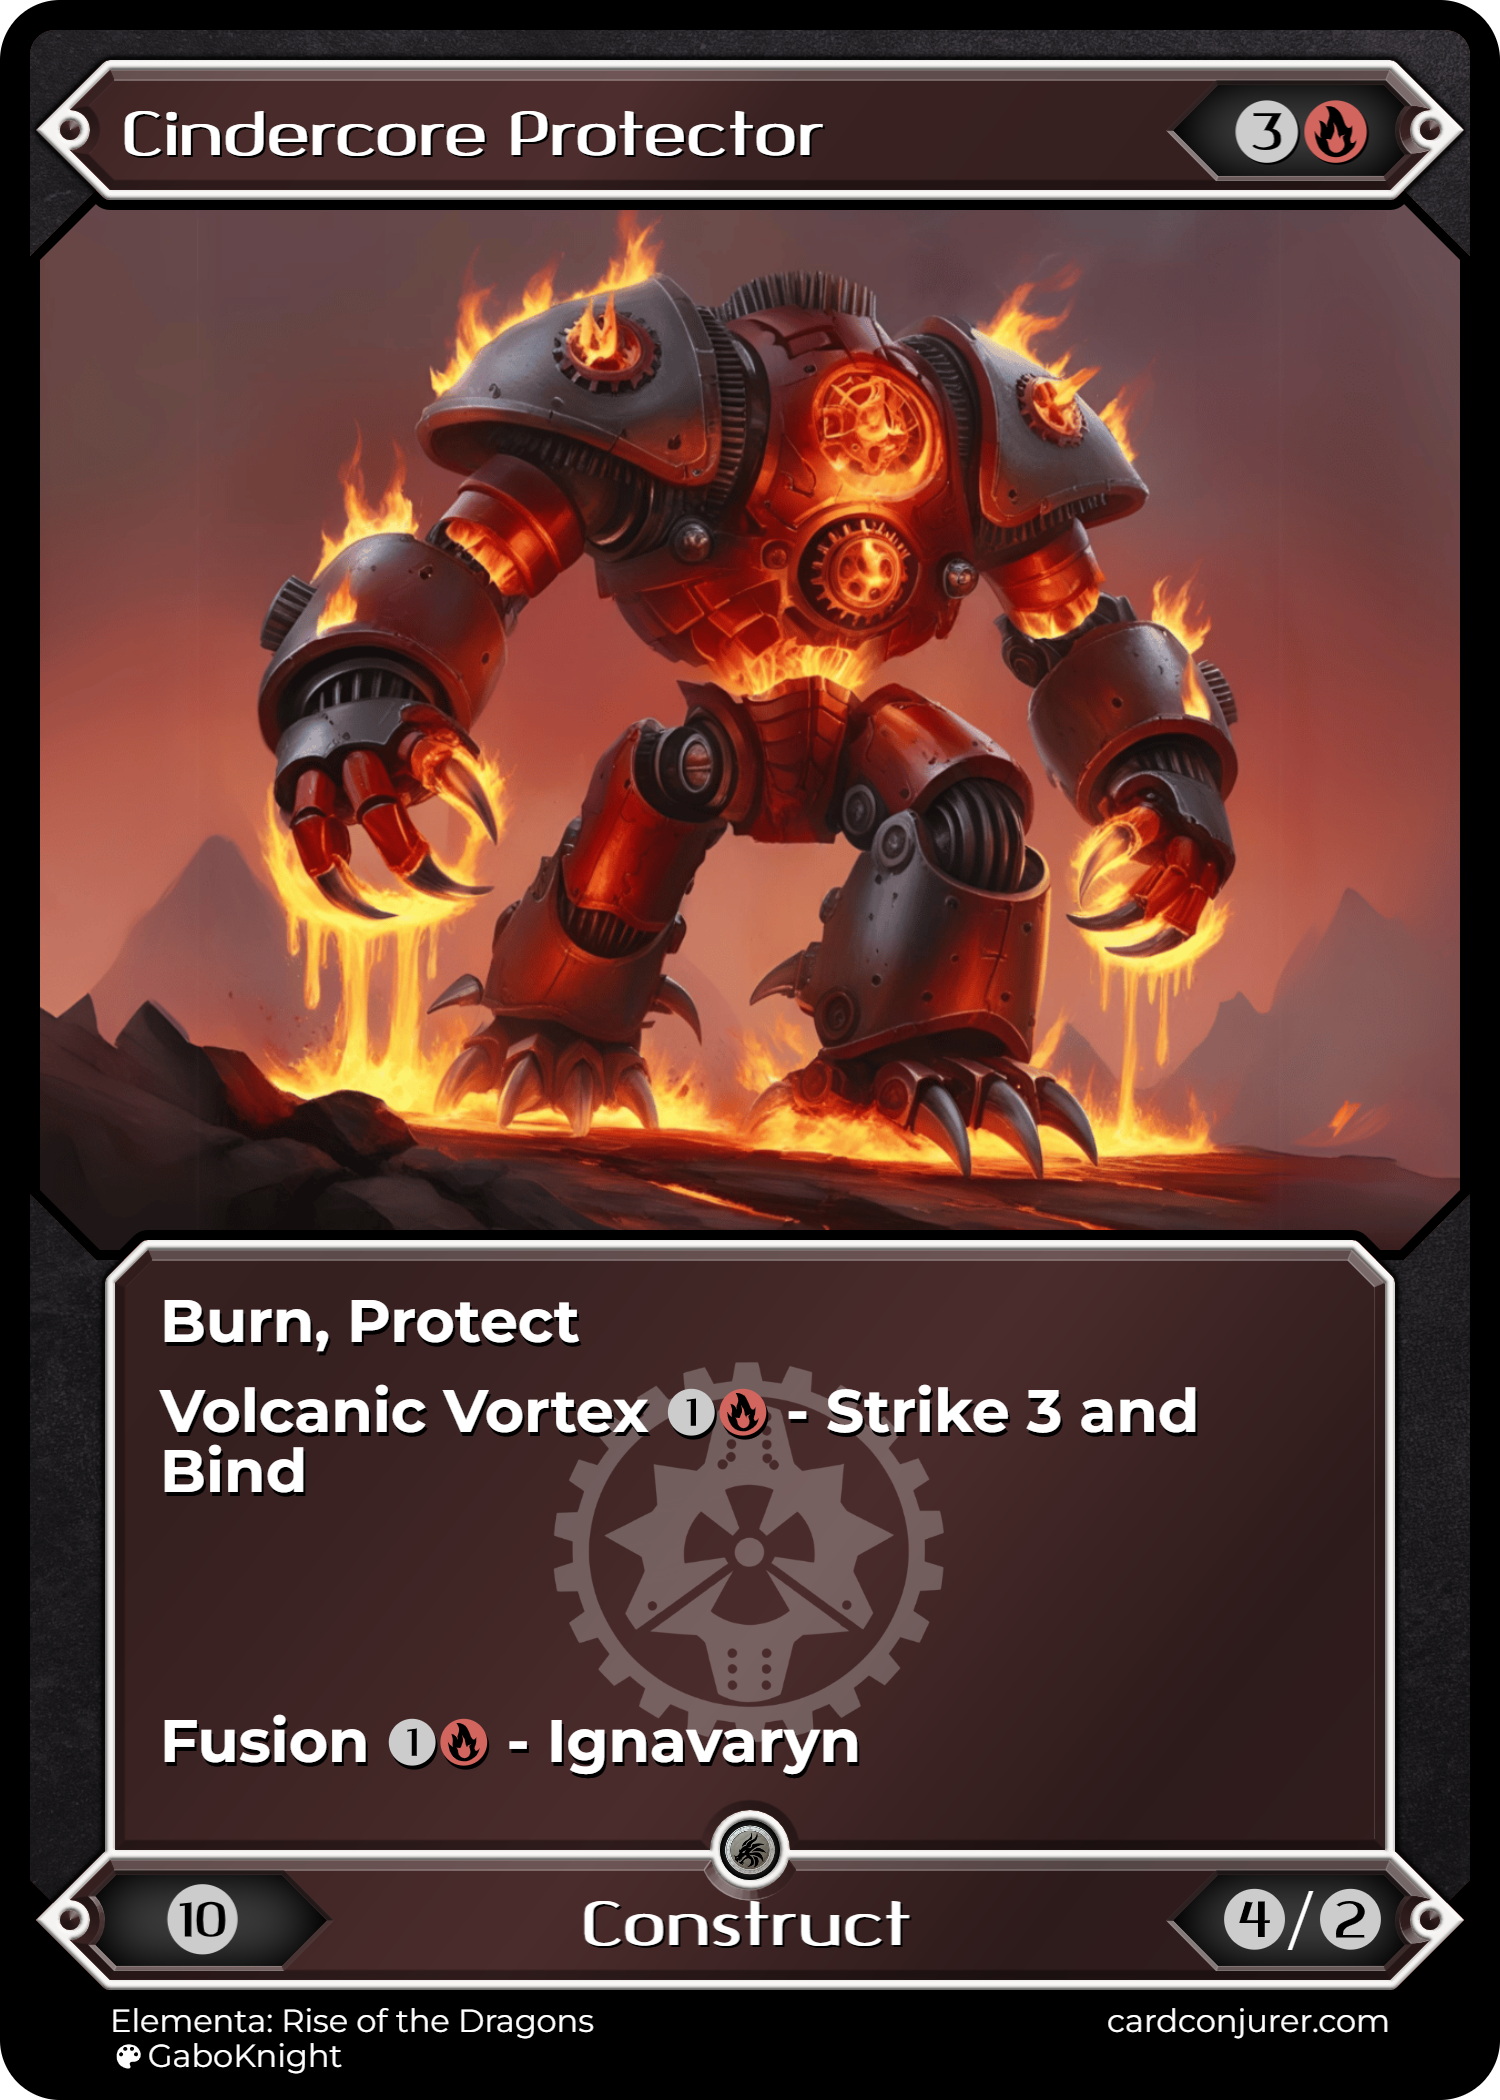 Cindercore Protector 3
Burn, Protect
Volcanic Vortex 1 - Strike 3 and
Bind
Fusion 1 - Ignavaryn
10 Construct 4/2
Elementa: Rise of the Dragons cardconjurer.com
GaboKnight